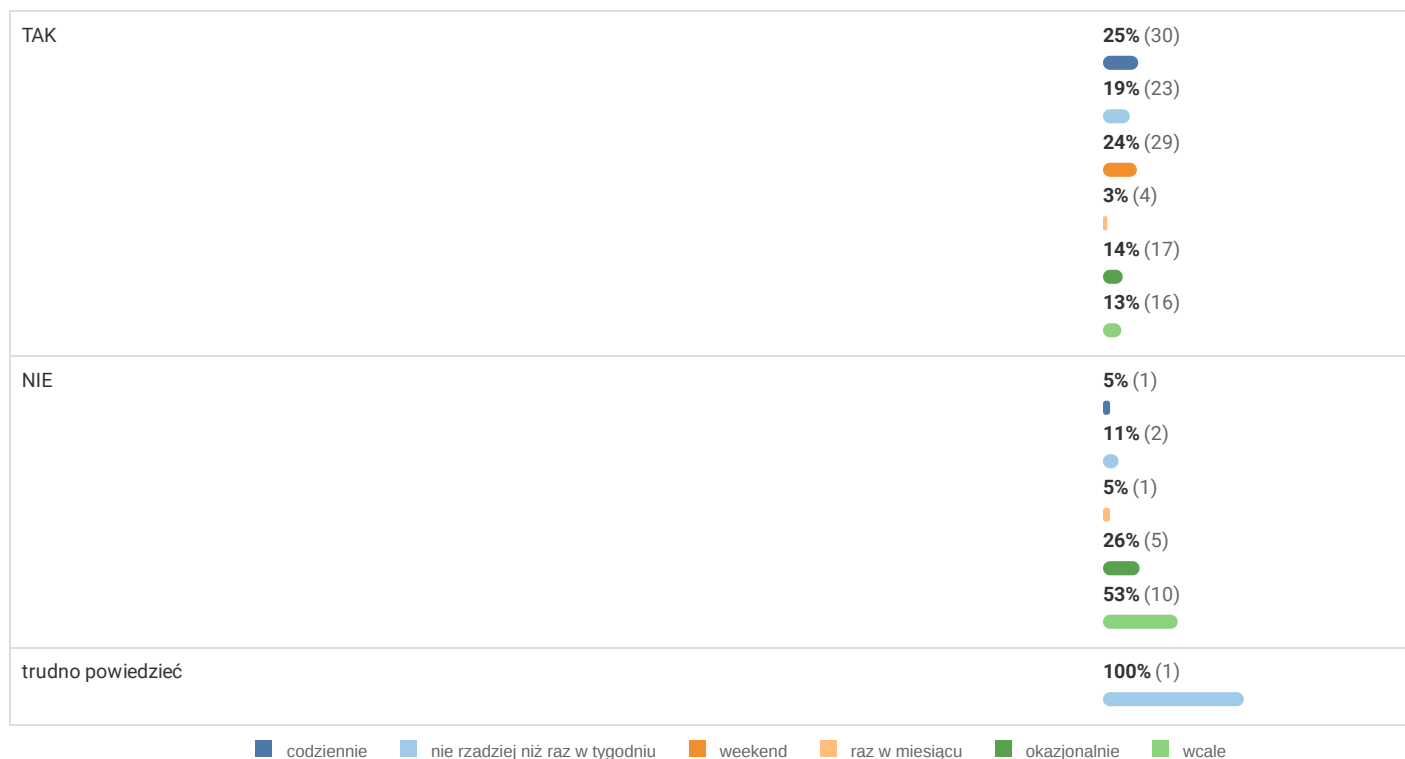 TAK 25% (30)
19% (23)
24% (29)
3% (4)
14% (17)
13% (16)
NIE 5% (1)
11% (2)
5% (1)
26% (5)
53% (10)
trudno powiedzieć 100% (1)
codziennie nie rzadziej niż raz w tygodniu weekend raz w miesiącu okazjonalnie wcale